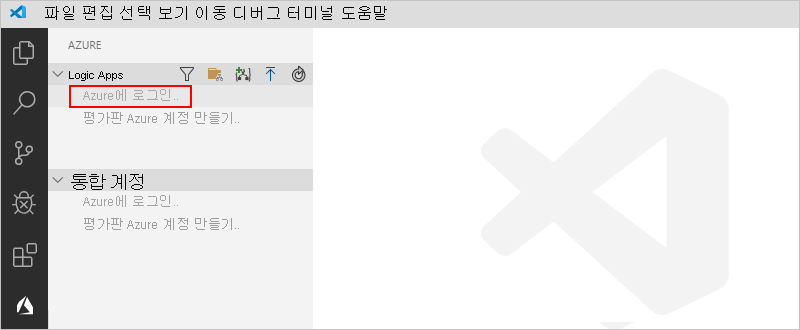 파일 편집 선택 보기 이동 디버그 터미널 도움말
AZURE
Logic Apps
Azure에 로그인..
평가판 Azure 계정 만들기..
통합 계정
Azure에 로그인..
평가판 Azure 계정 만들기..